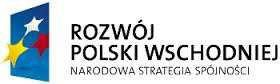 ROZWÓJ
POLSKI WSCHODNIEJ
NARODOWA STRATEGIA SPÓJNOŚCI